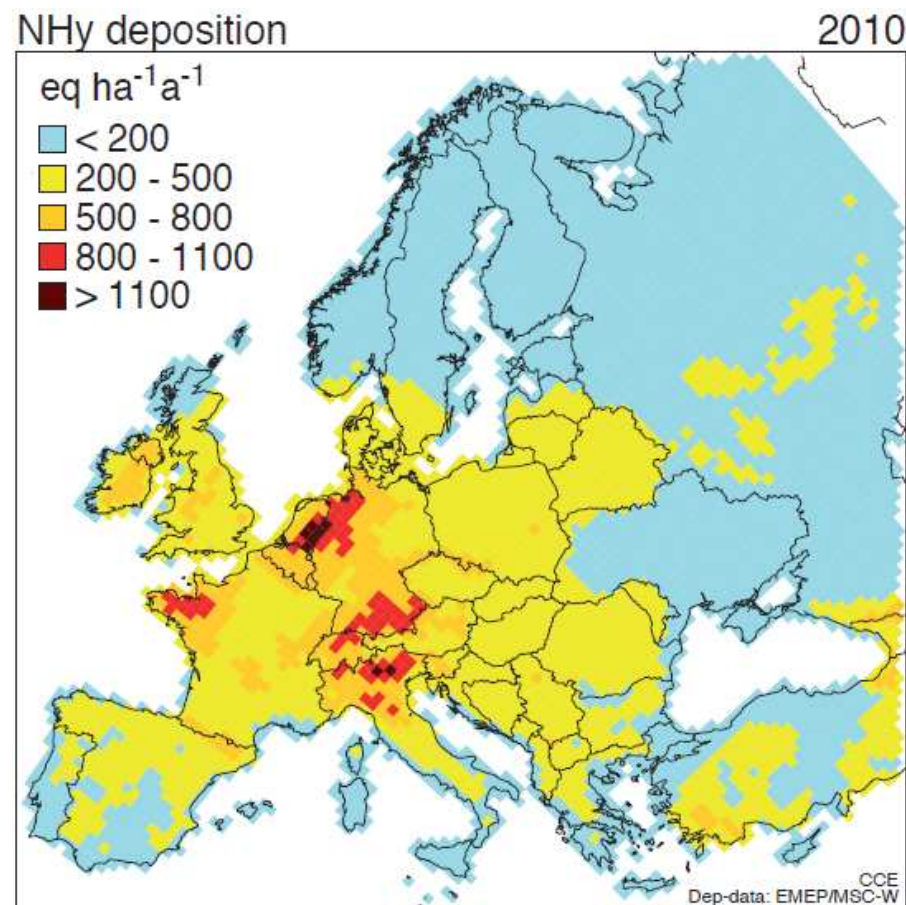 NHy deposition 2010
eq ha⁻¹a⁻¹
< 200
200 - 500
500 - 800
800 - 1100
> 1100
CCE
Dep-data: EMEP/MSC-W